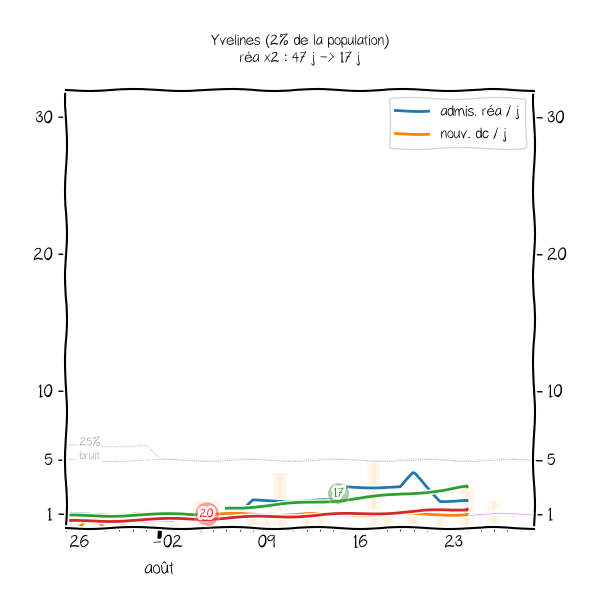 Yvelines (2% de la population)
réa x2 : 47 j -> 17 j
admis. réa / j
nouv. dc / j
30 30
20 20
10 10
25%
bruit
5 5
17
20
1 1
26 02 09 16 23
août